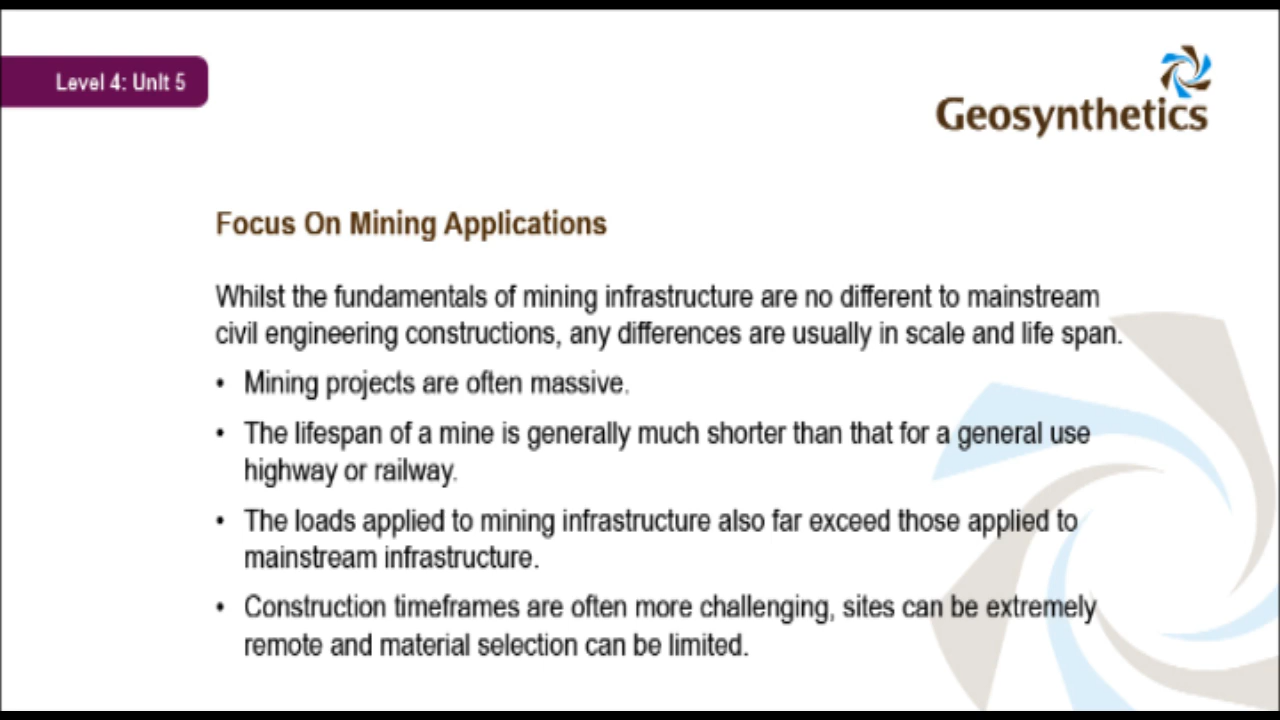 Level 4: Unit 5
Geosynthetics
Focus On Mining Applications
Whilst the fundamentals of mining infrastructure are no different to mainstream
civil engineering constructions, any differences are usually in scale and life span.
• Mining projects are often massive.
• The lifespan of a mine is generally much shorter than that for a general use
highway or railway.
• The loads applied to mining infrastructure also far exceed those applied to
mainstream infrastructure.
• Construction timeframes are often more challenging, sites can be extremely
remote and material selection can be limited.